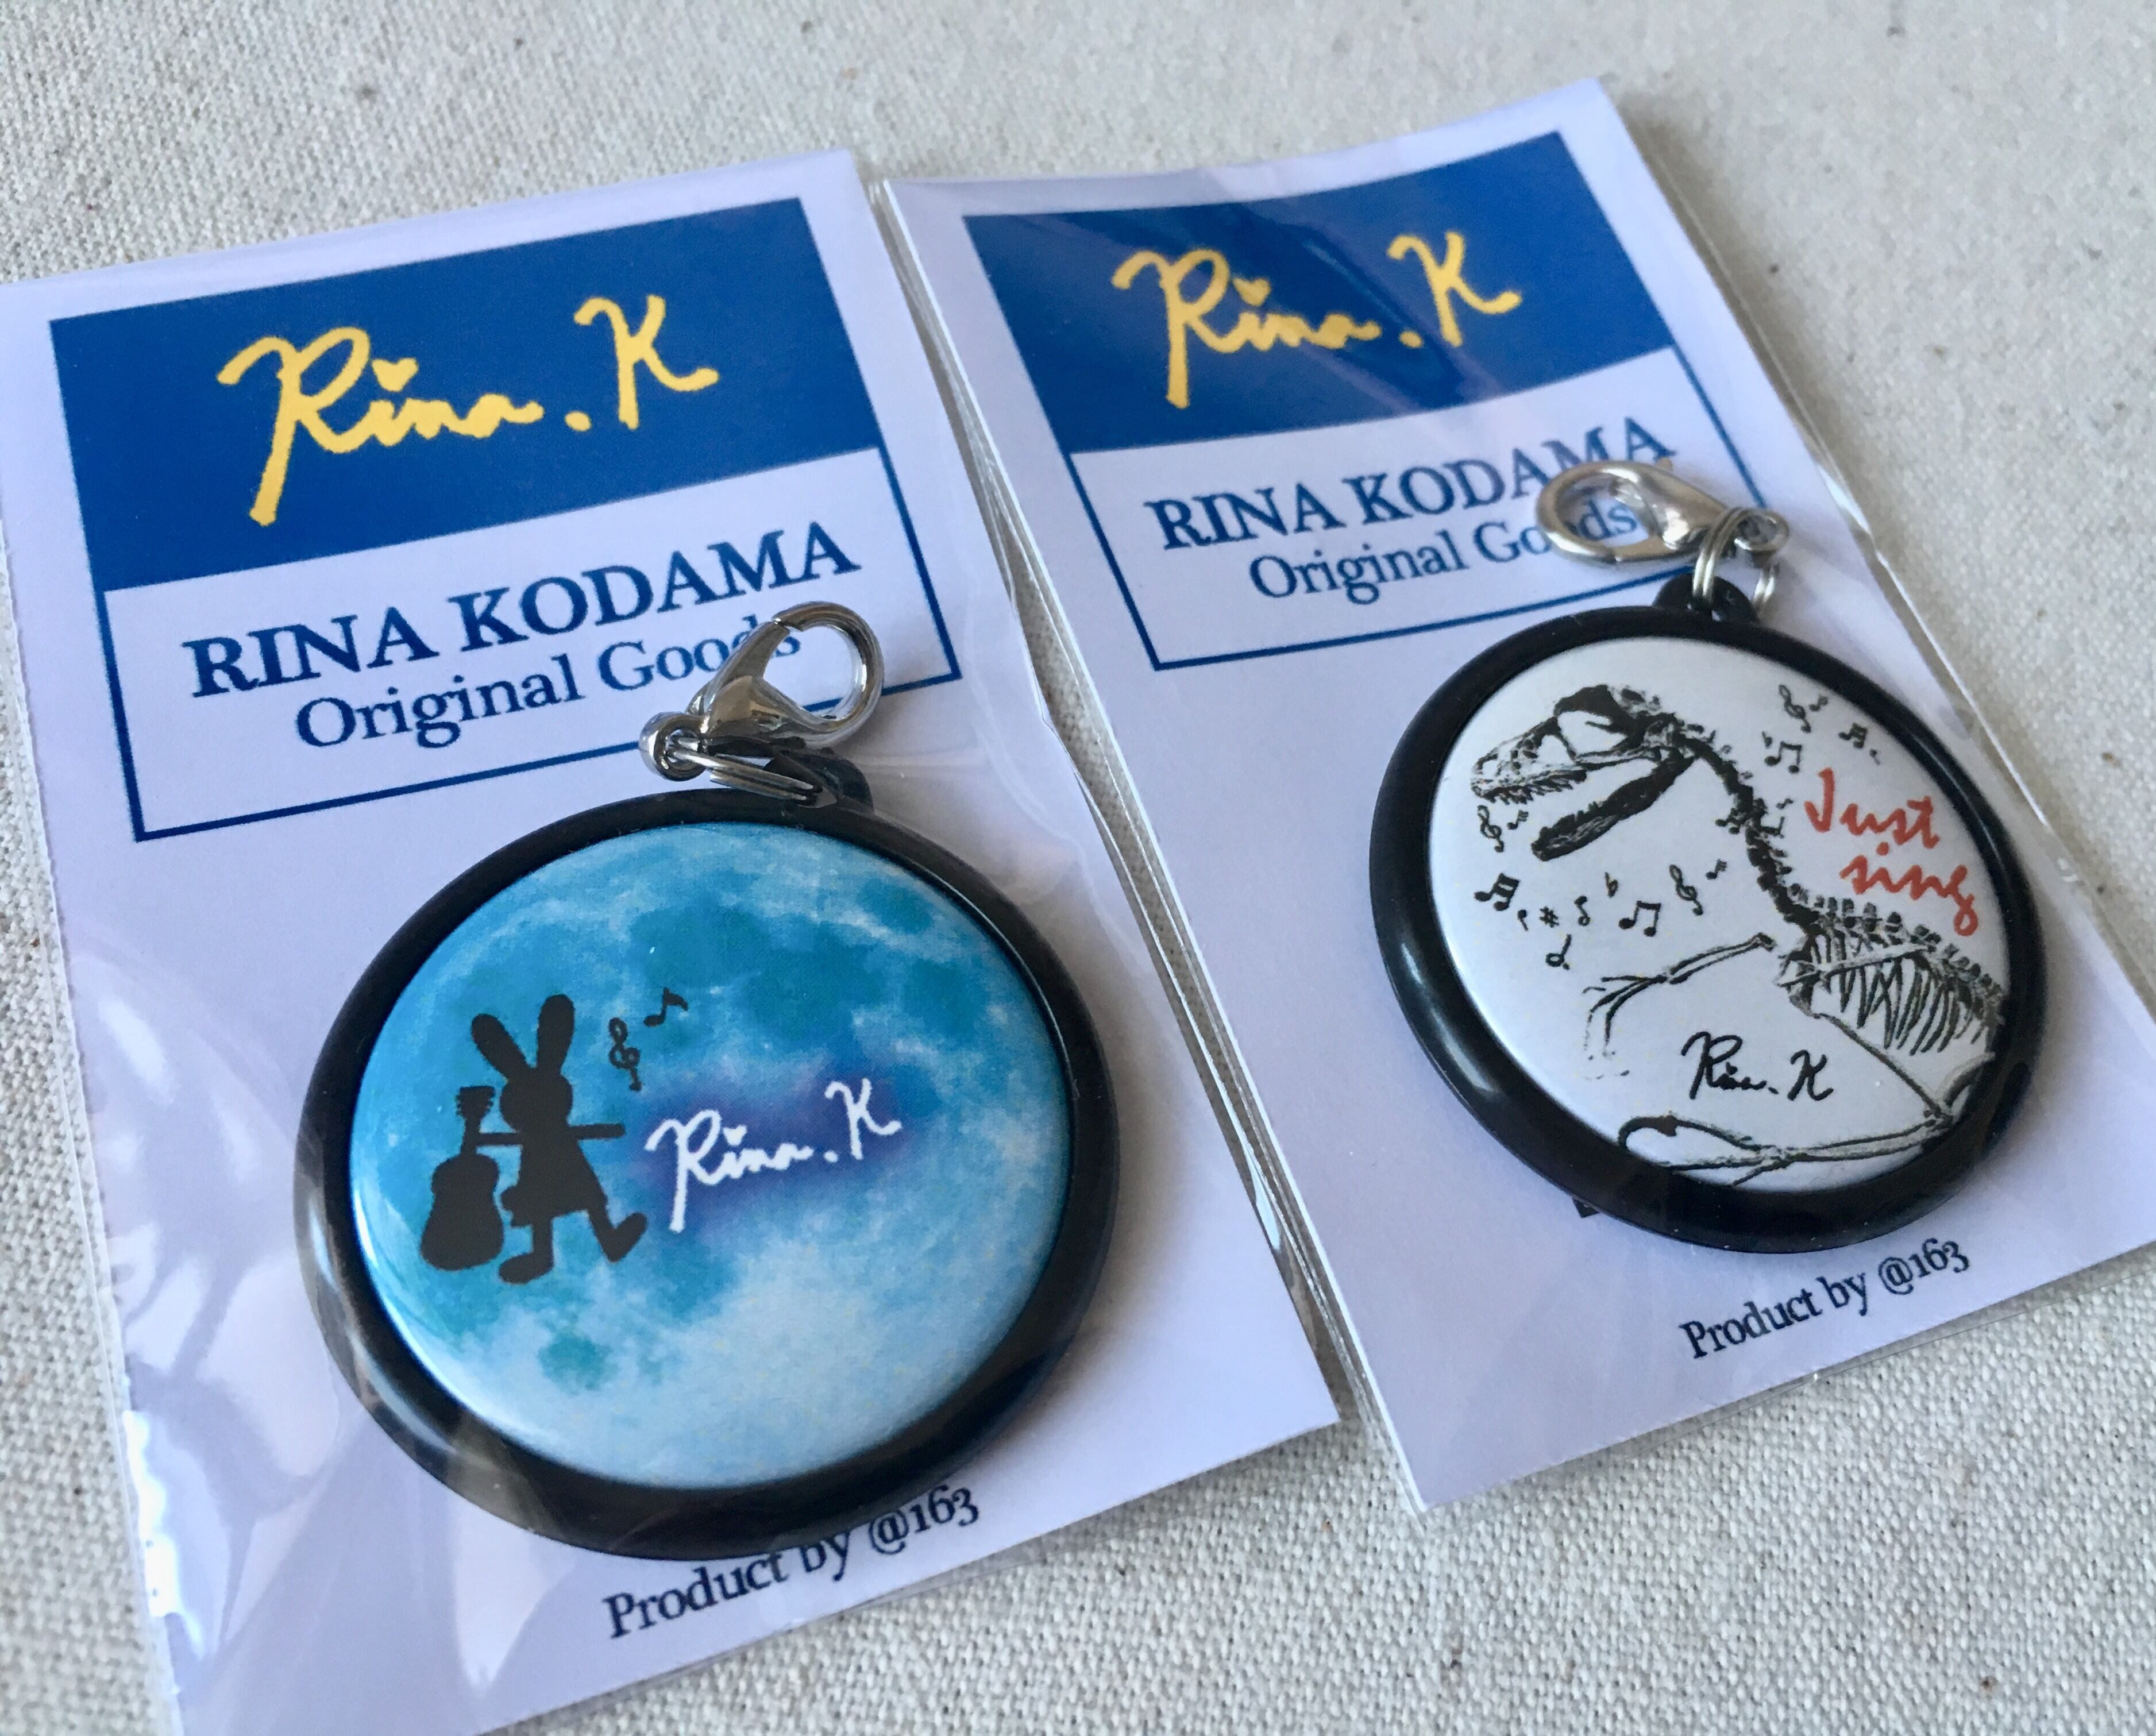 Rina.K
RINA KODAMA
Original Goods
Rina.K
Product by @163
Rina.K
RINA KODAMA
Original Goods
Just
sing
Rina.K
Product by @163